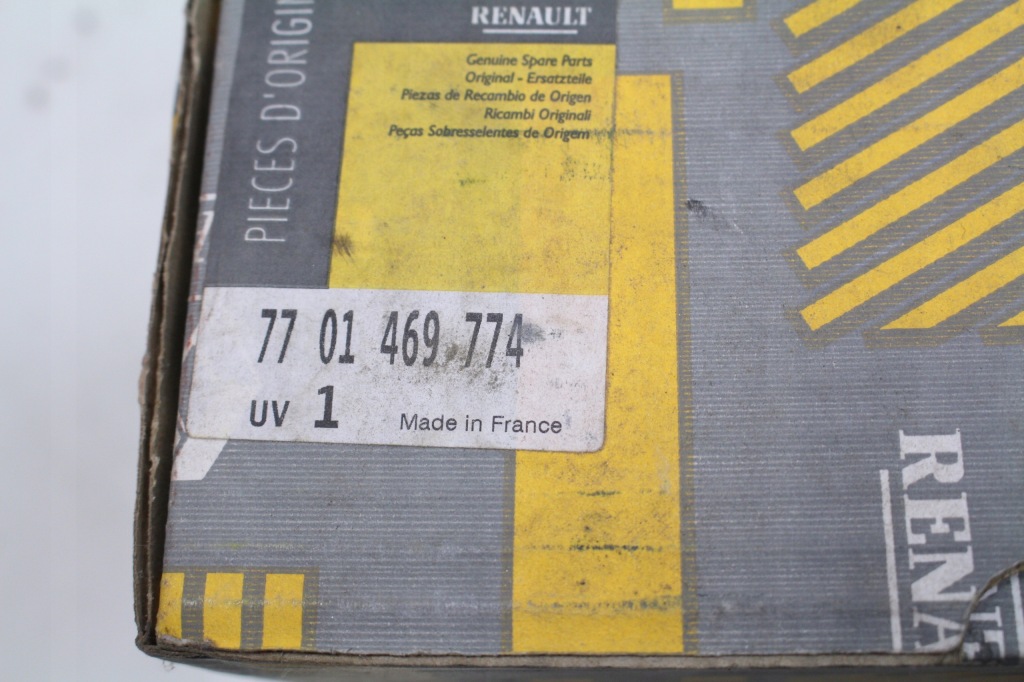 RENAULT
PIECES D'ORIGIN
Genuine Spare Parts
Original - Ersatzteile
Piezas de Recambio de Origen
Ricambi Originali
Peças Sobresselentes de Origem
77 01 469 774
UV 1
Made in France
RENA